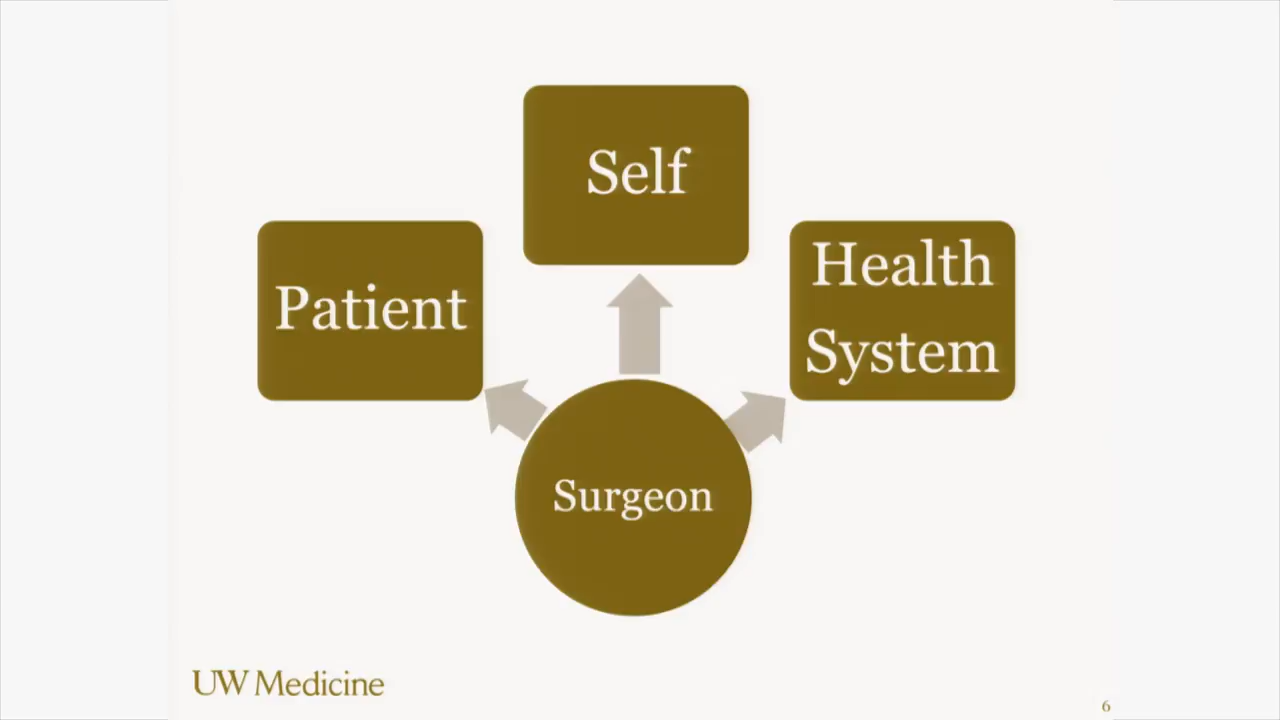 Self
Patient
Health
System
Surgeon
UW Medicine
6